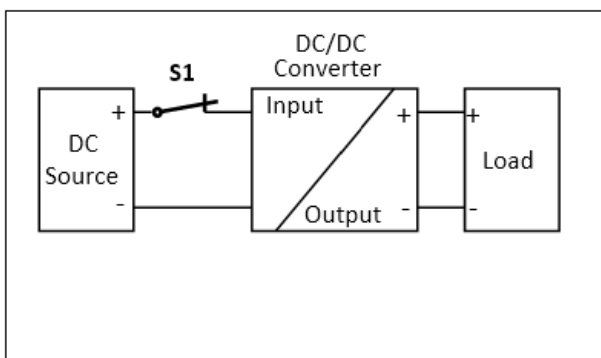 DC/DC
Converter
S1
+
Input
+
+
DC
Source
Load
-
Output
-
-